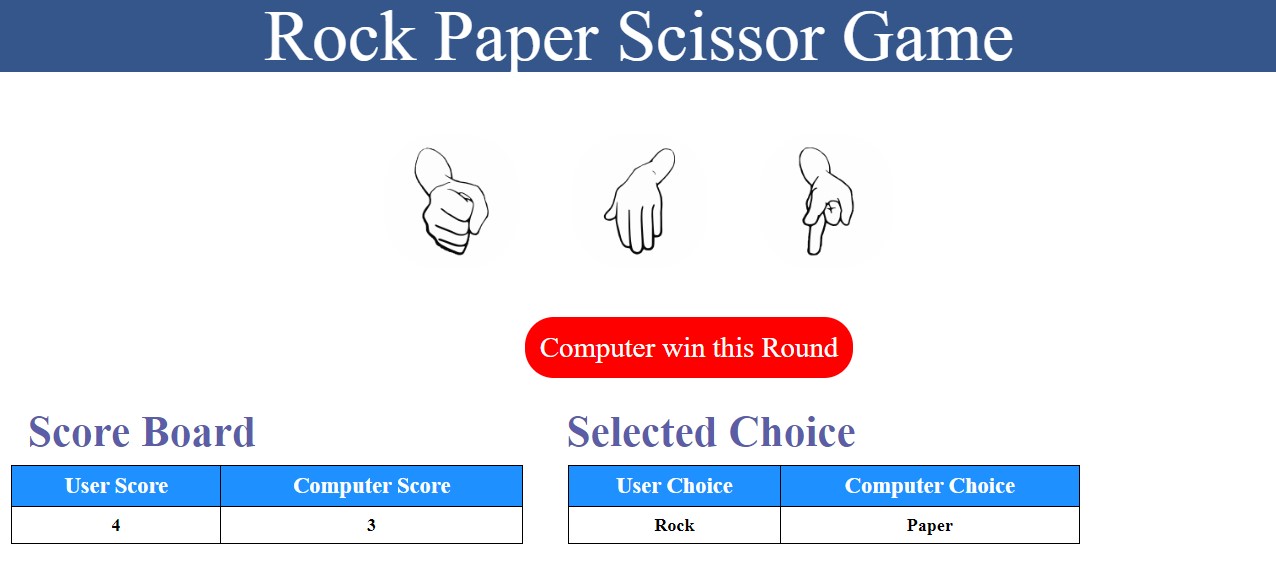 Rock Paper Scissor Game
Computer win this Round
Score Board
User Score Computer Score
4 3
Selected Choice
User Choice Computer Choice
Rock Paper